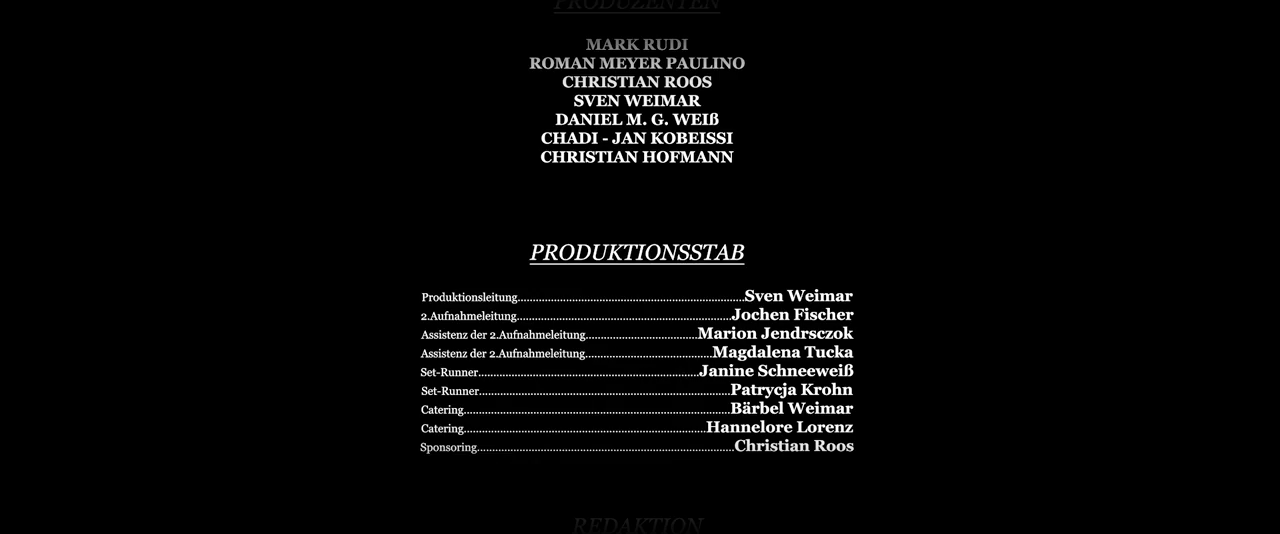 PRODUZENTEN
MARK RUDI
ROMAN MEYER PAULINO
CHRISTIAN ROOS
SVEN WEIMAR
DANIEL M. G. WEIß
CHADI - JAN KOBEISSI
CHRISTIAN HOFMANN
PRODUKTIONSSTAB
Produktionsleitung..........................................................................Sven Weimar
2.Aufnahmeleitung......................................................................Jochen Fischer
Assistenz der 2.Aufnahmeleitung.....................................Marion Jendrsczok
Assistenz der 2.Aufnahmeleitung..........................................Magdalena Tucka
Set-Runner.........................................................................Janine Schneeweiß
Set-Runner...................................................................................Patrycja Krohn
Catering........................................................................................Bärbel Weimar
Catering................................................................................Hannelore Lorenz
Sponsoring.....................................................................................Christian Roos
REDAKTION